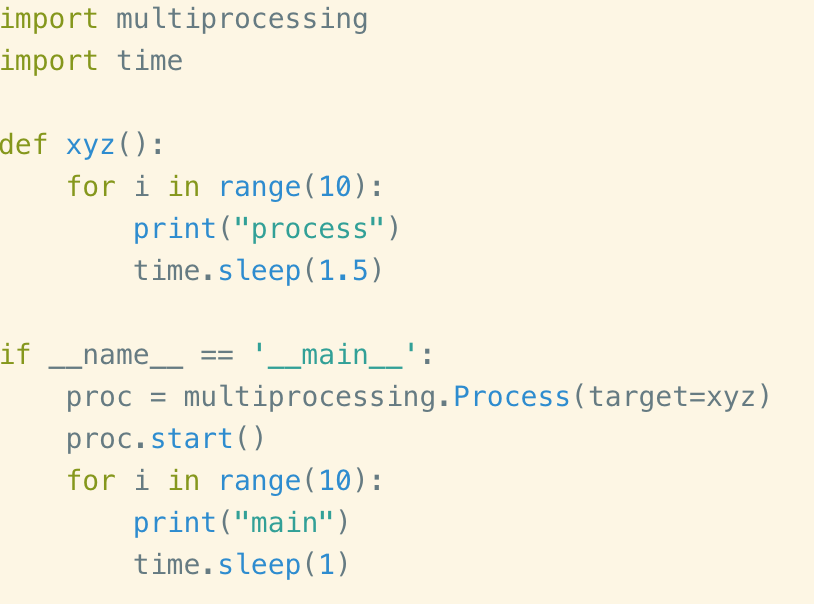 import multiprocessing
import time

def xyz():
    for i in range(10):
        print("process")
        time.sleep(1.5)

if __name__ == '__main__':
    proc = multiprocessing.Process(target=xyz)
    proc.start()
    for i in range(10):
        print("main")
        time.sleep(1)